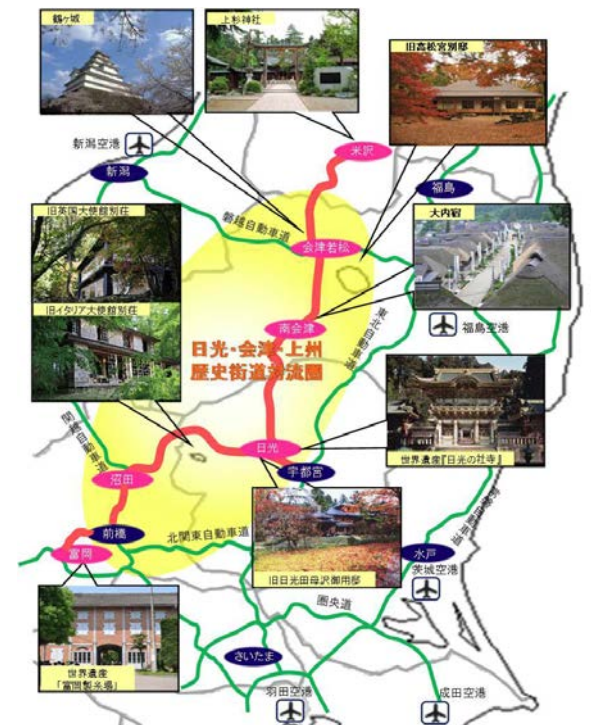 鶴ヶ城
上杉神社
旧高松宮別邸
新潟空港
米沢
新潟
福島
旧英国大使館別荘
磐越自動車道
会津若松
大内宿
旧イタリア大使館別荘
南会津
福島空港
東北自動車道
日光・会津・上州
歴史街道交流圏
関越自動車道
日光
世界遺産『日光の社寺』
沼田
宇都宮
前橋
北関東自動車道
常磐自動車道
富岡
水戸
茨城空港
旧日光田母沢御用邸
圏央道
世界遺産
「富岡製糸場」
さいたま
羽田空港
成田空港